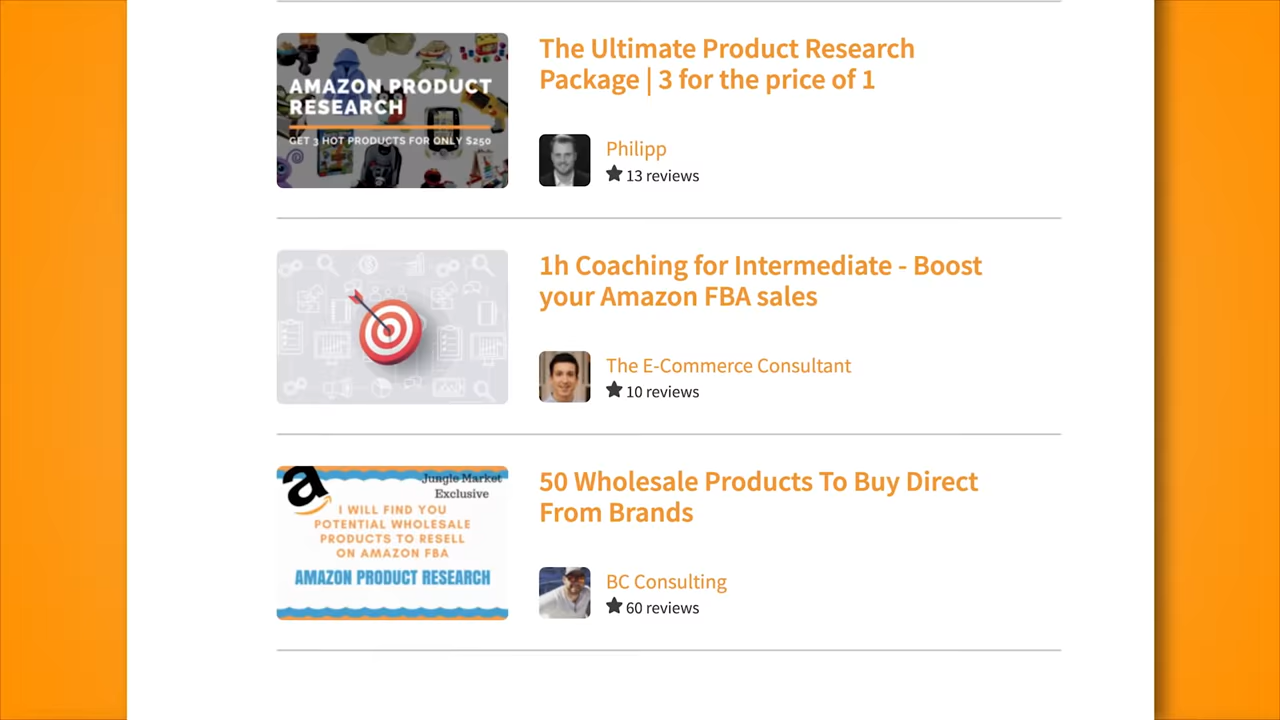 AMAZON PRODUCT
RESEARCH
GET 3 HOT PRODUCTS FOR ONLY $250
The Ultimate Product Research
Package | 3 for the price of 1
Philipp
13 reviews
1h Coaching for Intermediate - Boost
your Amazon FBA sales
The E-Commerce Consultant
10 reviews
a
Jungle Market
Exclusive
I WILL FIND YOU
POTENTIAL WHOLESALE
PRODUCTS TO RESELL
ON AMAZON FBA
AMAZON PRODUCT RESEARCH
50 Wholesale Products To Buy Direct
From Brands
BC Consulting
60 reviews